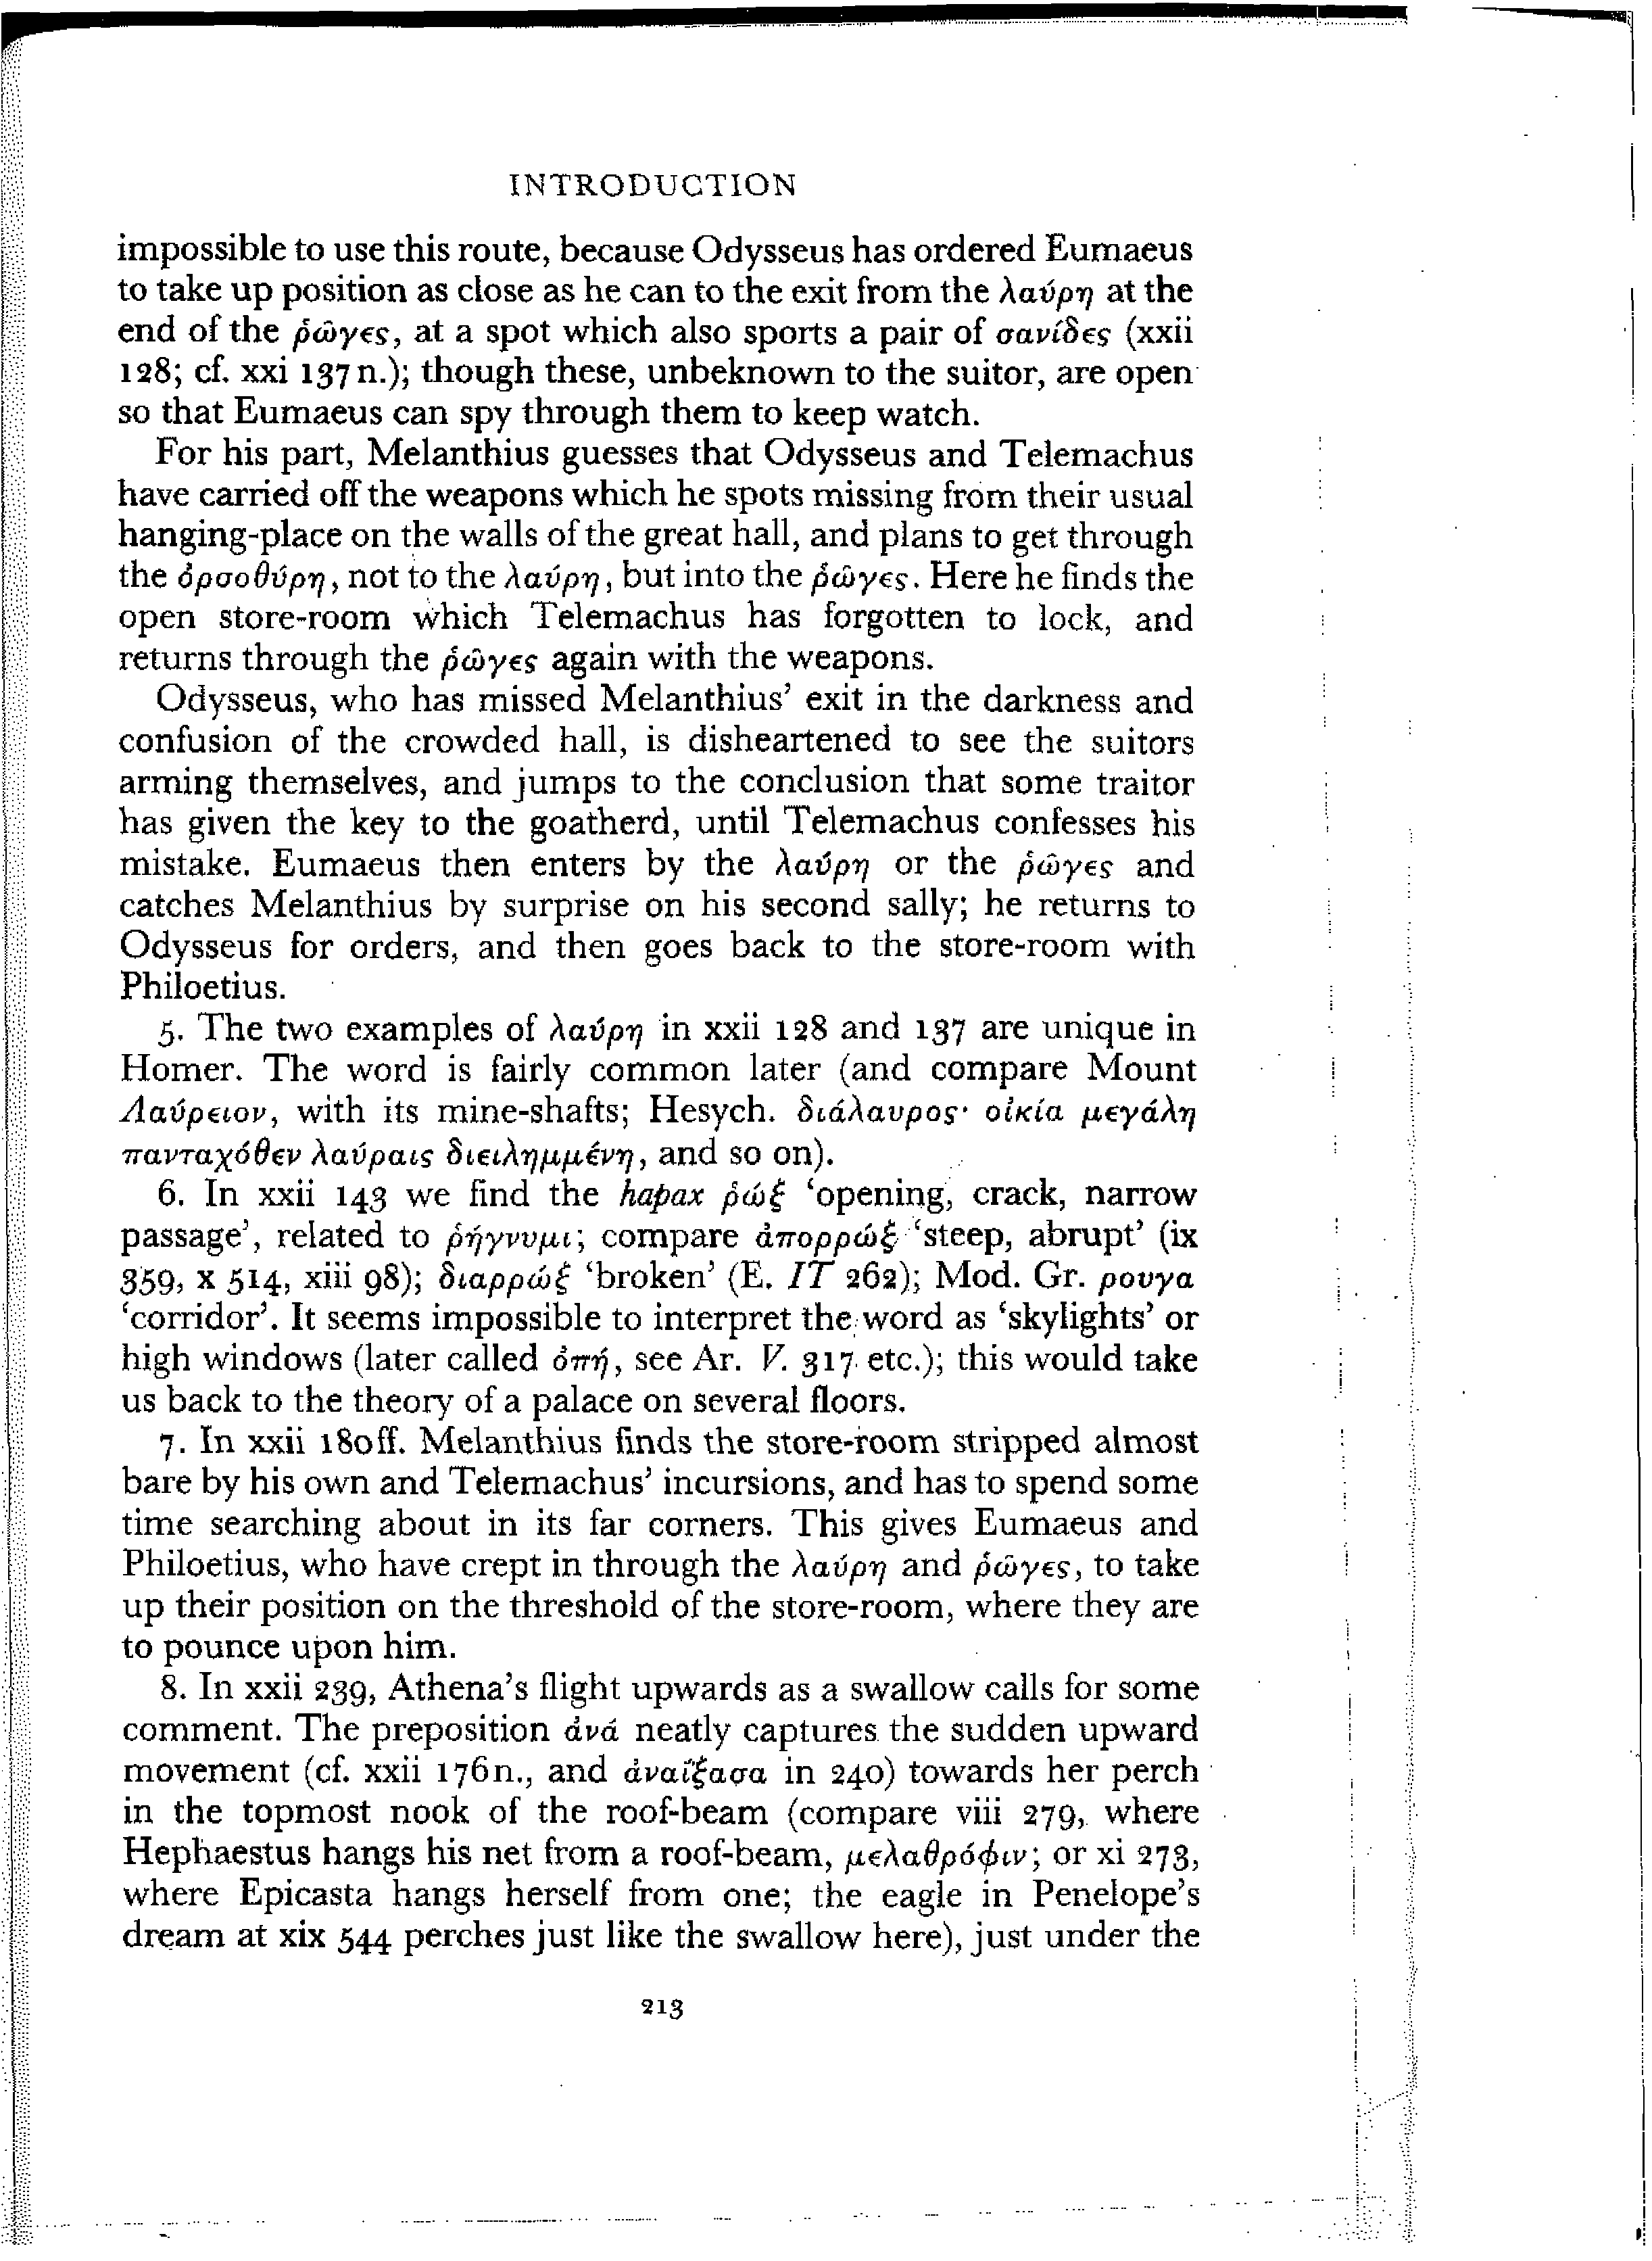 INTRODUCTION
impossible to use this route, because Odysseus has ordered Eumaeus
to take up position as close as he can to the exit from the λαύρη at the
end of the ῥῶγες, at a spot which also sports a pair of σανίδες (xxii
128; cf. xxi 137 n.); though these, unbeknown to the suitor, are open
so that Eumaeus can spy through them to keep watch.
For his part, Melanthius guesses that Odysseus and Telemachus
have carried off the weapons which he spots missing from their usual
hanging-place on the walls of the great hall, and plans to get through
the ὀρσοθύρη, not to the λαύρη, but into the ῥῶγες. Here he finds the
open store-room which Telemachus has forgotten to lock, and
returns through the ῥῶγες again with the weapons.
Odysseus, who has missed Melanthius’ exit in the darkness and
confusion of the crowded hall, is disheartened to see the suitors
arming themselves, and jumps to the conclusion that some traitor
has given the key to the goatherd, until Telemachus confesses his
mistake. Eumaeus then enters by the λαύρη or the ῥῶγες and
catches Melanthius by surprise on his second sally; he returns to
Odysseus for orders, and then goes back to the store-room with
Philoetius.
5. The two examples of λαύρη in xxii 128 and 137 are unique in
Homer. The word is fairly common later (and compare Mount
Λαύρειον, with its mine-shafts; Hesych. διάλαυρος· οἰκία μεγάλη
πανταχόθεν λαύραις διειλημμένη, and so on).
6. In xxii 143 we find the hapax ῥώξ ‘opening, crack, narrow
passage’, related to ῥήγνυμι; compare ἀπορρώξ ‘steep, abrupt’ (ix
359, x 514, xiii 98); διαρρώξ ‘broken’ (E. IT 262); Mod. Gr. ρουγα
‘corridor’. It seems impossible to interpret the word as ‘skylights’ or
high windows (later called ὀπή, see Ar. V. 317 etc.); this would take
us back to the theory of a palace on several floors.
7. In xxii 180ff. Melanthius finds the store-room stripped almost
bare by his own and Telemachus’ incursions, and has to spend some
time searching about in its far corners. This gives Eumaeus and
Philoetius, who have crept in through the λαύρη and ῥῶγες, to take
up their position on the threshold of the store-room, where they are
to pounce upon him.
8. In xxii 239, Athena’s flight upwards as a swallow calls for some
comment. The preposition ἀνά neatly captures the sudden upward
movement (cf. xxii 176 n., and ἀναΐξασα in 240) towards her perch
in the topmost nook of the roof-beam (compare viii 279, where
Hephaestus hangs his net from a roof-beam, μελαθρόφιν; or xi 273,
where Epicasta hangs herself from one; the eagle in Penelope’s
dream at xix 544 perches just like the swallow here), just under the
213